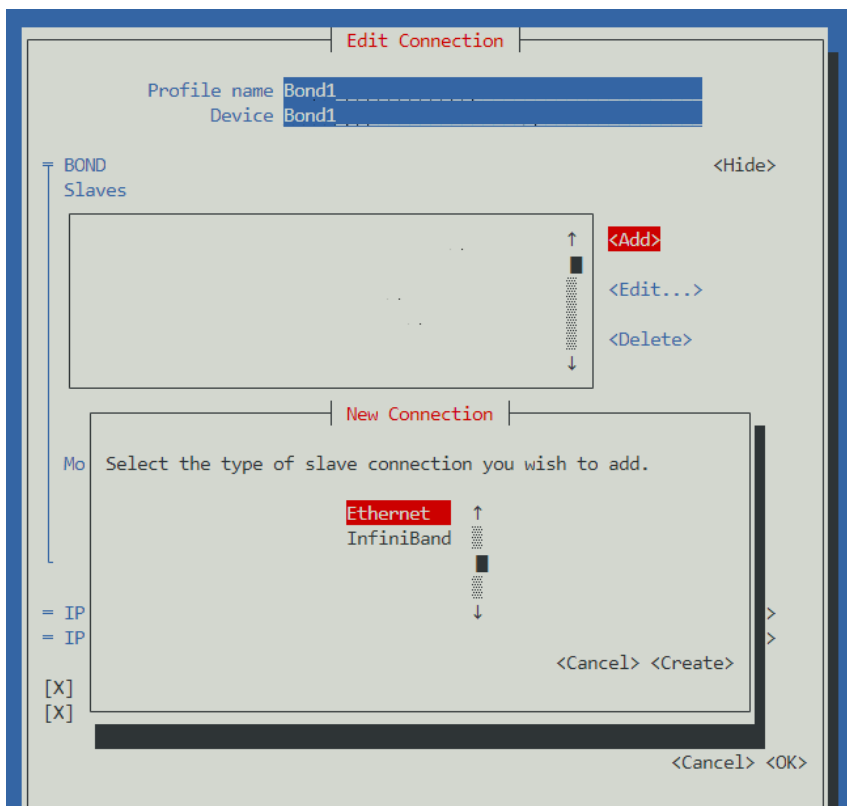 Edit Connection
Profile name Bond1
Device Bond1
BOND <Hide>
Slaves
<Add>
<Edit...>
<Delete>
New Connection
Mo Select the type of slave connection you wish to add.
Ethernet
InfiniBand
= IP >
= IP >
<Cancel> <Create>
[X]
[X]
<Cancel> <OK>